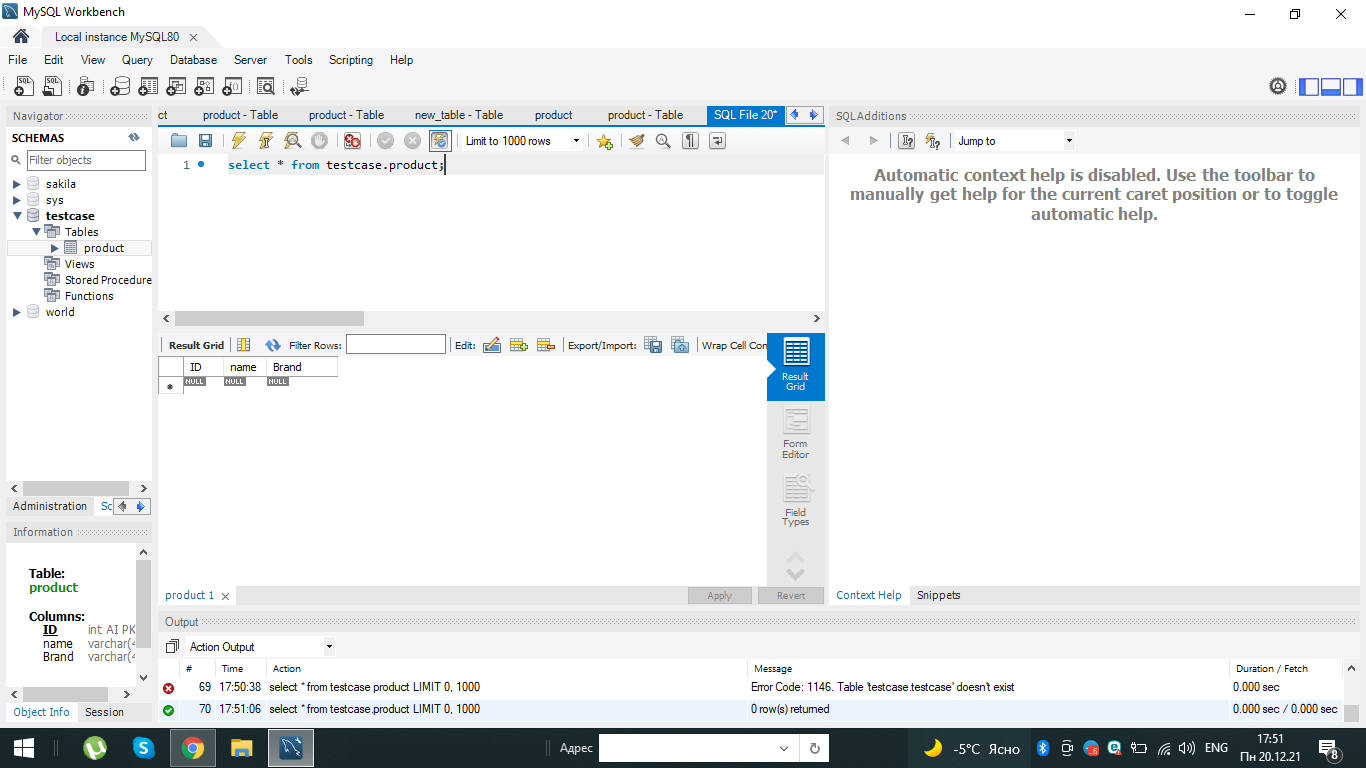 MySQL Workbench
Local instance MySQL80
File Edit View Query Database Server Tools Scripting Help
Navigator
SCHEMAS
Filter objects
sakila
sys
testcase
Tables
product
Views
Stored Procedure
Functions
world
Administration Sc
Information
Table:
product
Columns:
ID int AI PK
name varchar(4
Brand varchar(4
Object Info Session
ct product - Table product - Table new_table - Table product product - Table SQL File 20*
Limit to 1000 rows
1 select * from testcase.product;
Result Grid Filter Rows: Edit: Export/Import: Wrap Cell Con
ID name Brand
NULL NULL NULL
Result
Grid
Form
Editor
Field
Types
product 1 Apply Revert
SQLAdditions
Jump to
Automatic context help is disabled. Use the toolbar to
manually get help for the current caret position or to toggle
automatic help.
Context Help Snippets
Output
Action Output
# Time Action Message Duration / Fetch
69 17:50:38 select * from testcase product LIMIT 0, 1000 Error Code: 1146. Table 'testcase.testcase' doesn't exist 0.000 sec
70 17:51:06 select * from testcase.product LIMIT 0, 1000 0 row(s) returned 0.000 sec / 0.000 sec
Адрес
-5°C Ясно
ENG
17:51
Пн 20.12.21
8